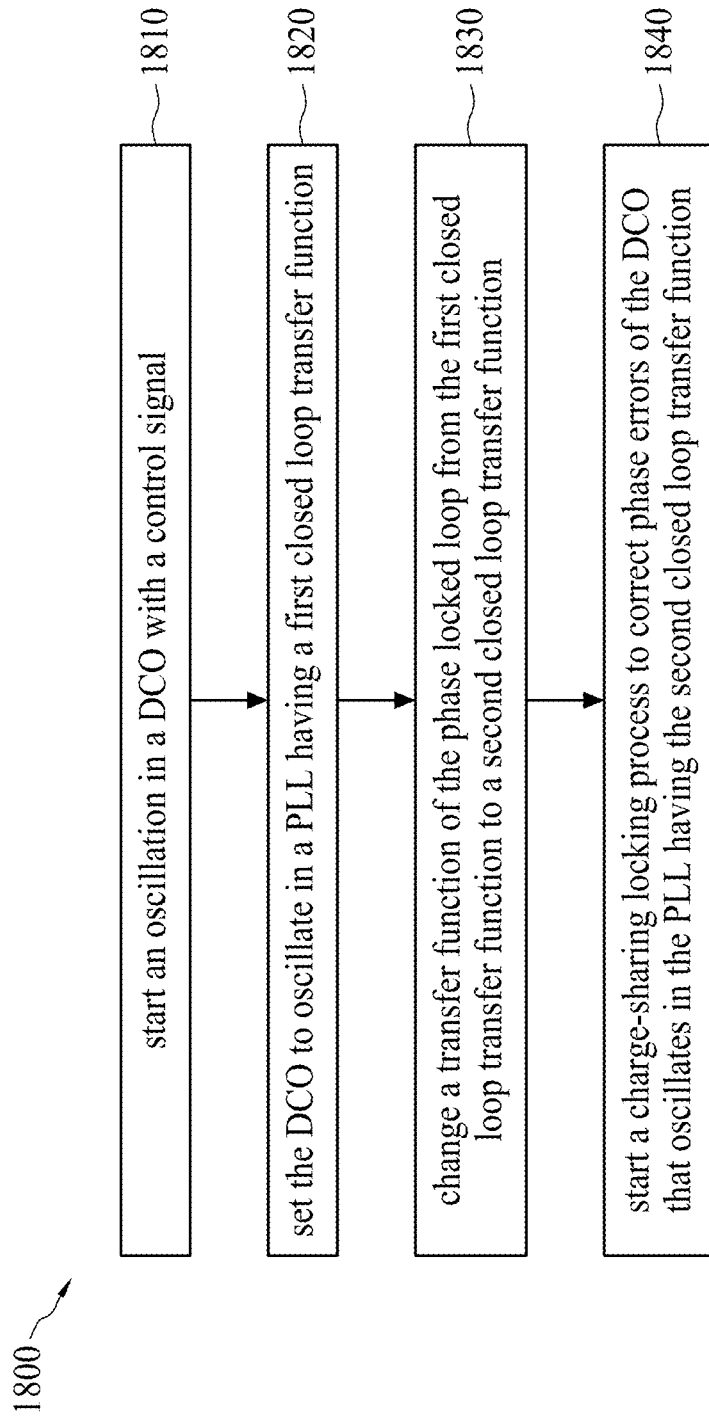 1800
start an oscillation in a DCO with a control signal
1810
set the DCO to oscillate in a PLL having a first closed loop transfer function
1820
change a transfer function of the phase locked loop from the first closed
loop transfer function to a second closed loop transfer function
1830
start a charge-sharing locking process to correct phase errors of the DCO
that oscillates in the PLL having the second closed loop transfer function
1840